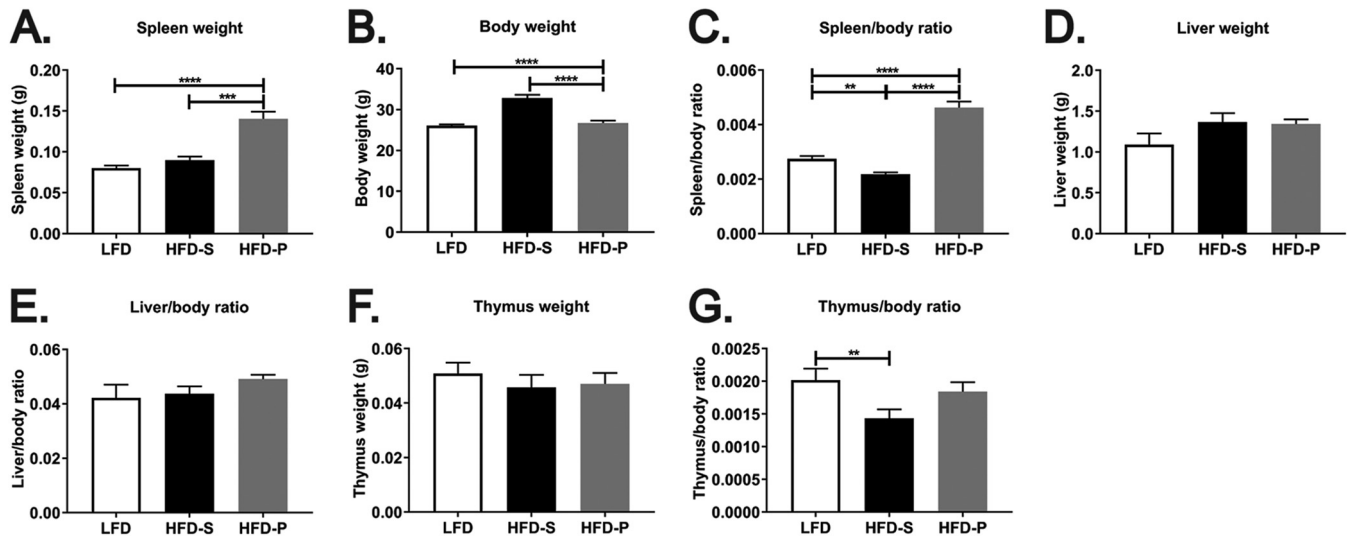 A.
Spleen weight
Spleen weight (g)
0.20
0.15
0.10
0.05
0.00
****
***
LFD HFD-S HFD-P
B.
Body weight
Body weight (g)
40
30
20
10
0
****
****
LFD HFD-S HFD-P
C.
Spleen/body ratio
Spleen/body ratio
0.006
0.004
0.002
0.000
****
** ****
LFD HFD-S HFD-P
D.
Liver weight
Liver weight (g)
2.0
1.5
1.0
0.5
0.0
LFD HFD-S HFD-P
E.
Liver/body ratio
Liver/body ratio
0.06
0.04
0.02
0.00
LFD HFD-S HFD-P
F.
Thymus weight
Thymus weight (g)
0.06
0.04
0.02
0.00
LFD HFD-S HFD-P
G.
Thymus/body ratio
Thymus/body ratio
0.0025
0.0020
0.0015
0.0010
0.0005
0.0000
**
LFD HFD-S HFD-P